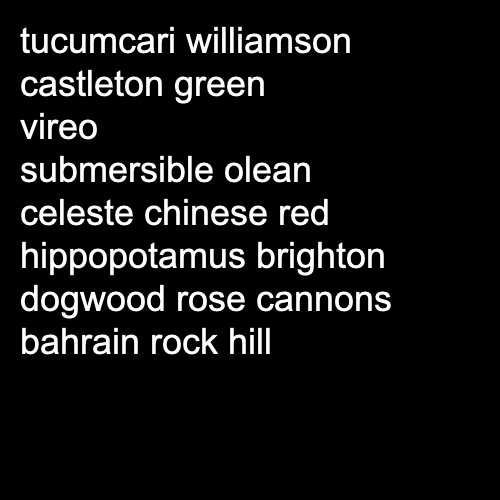 tucumcari williamson
castleton green
vireo
submersible olean
celeste chinese red
hippopotamus brighton
dogwood rose cannons
bahrain rock hill